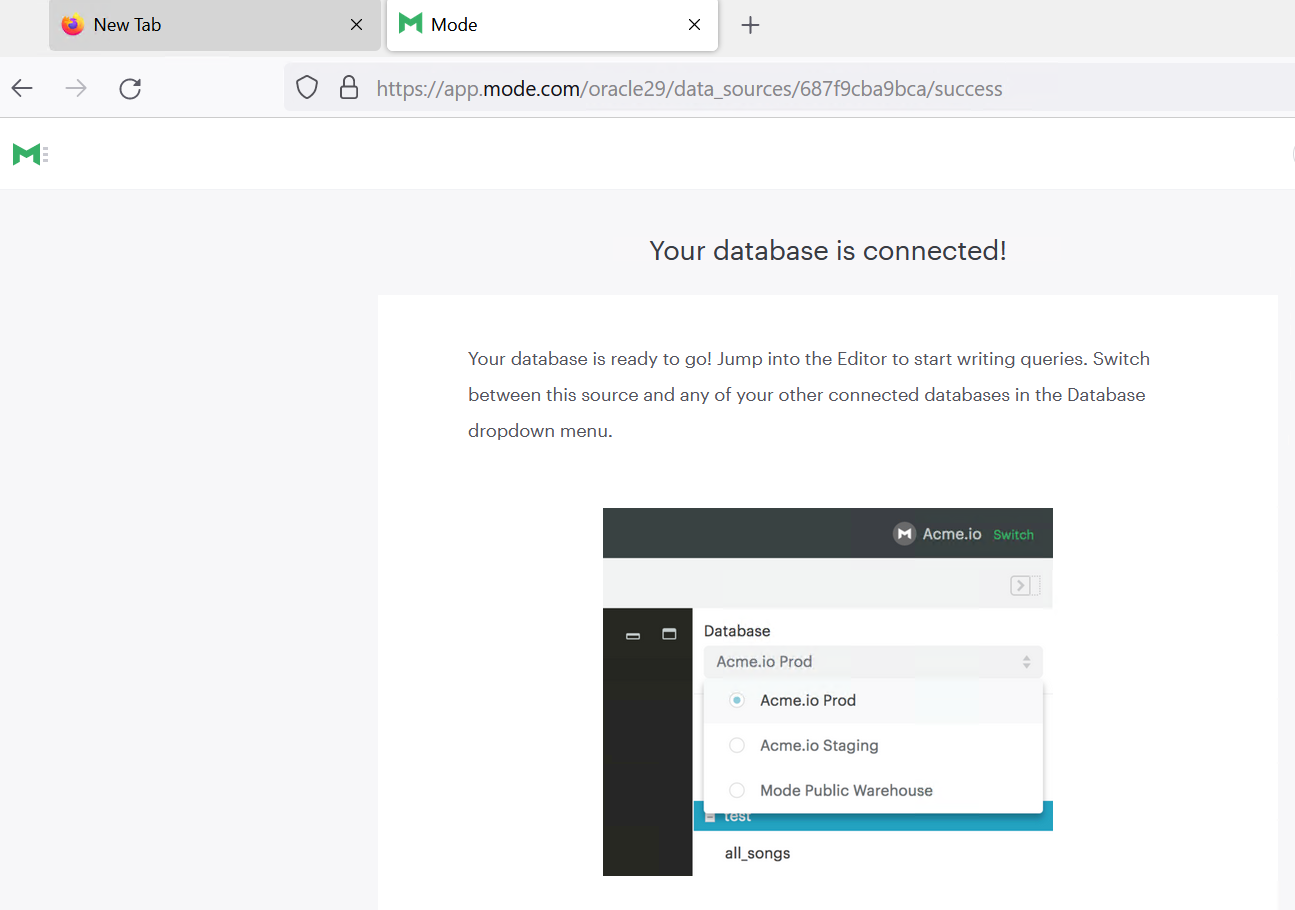 New Tab
Mode
https://app.mode.com/oracle29/data_sources/687f9cba9bca/success
Your database is connected!
Your database is ready to go! Jump into the Editor to start writing queries. Switch
between this source and any of your other connected databases in the Database
dropdown menu.
Acme.io Switch
Database
Acme.io Prod
Acme.io Prod
Acme.io Staging
Mode Public Warehouse
test
all_songs